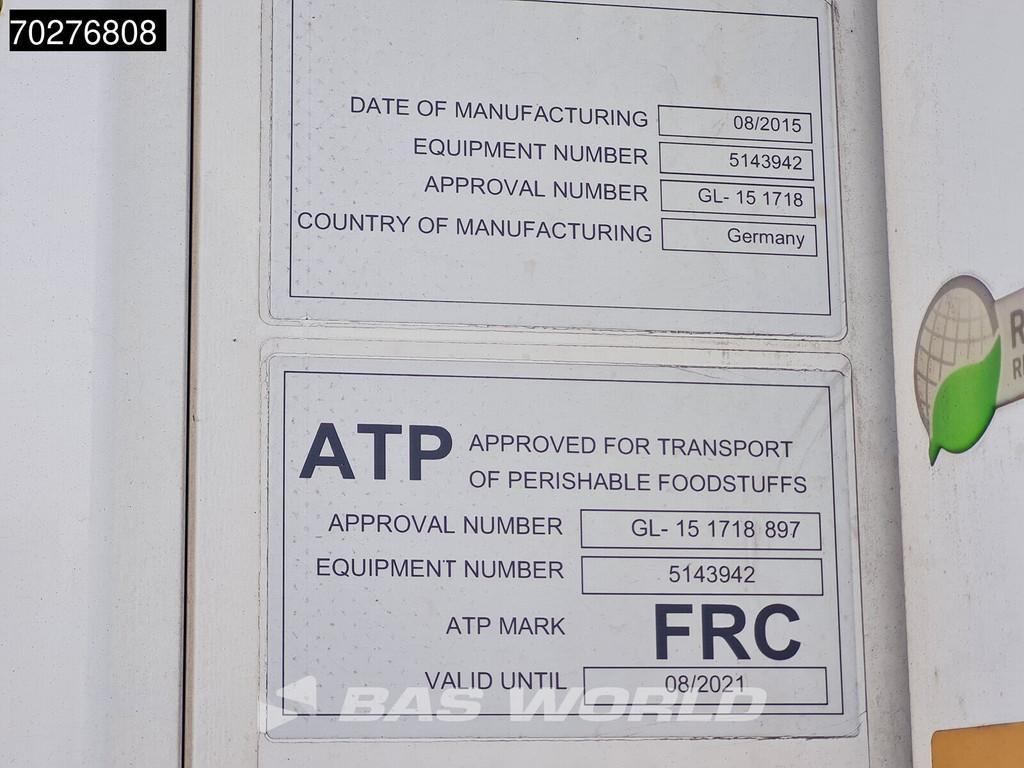 70276808
DATE OF MANUFACTURING 08/2015
EQUIPMENT NUMBER 5143942
APPROVAL NUMBER GL- 15 1718
COUNTRY OF MANUFACTURING Germany
ATP APPROVED FOR TRANSPORT
OF PERISHABLE FOODSTUFFS
APPROVAL NUMBER GL- 15 1718 897
EQUIPMENT NUMBER 5143942
ATP MARK FRC
VALID UNTIL 08/2021
BAS WORLD